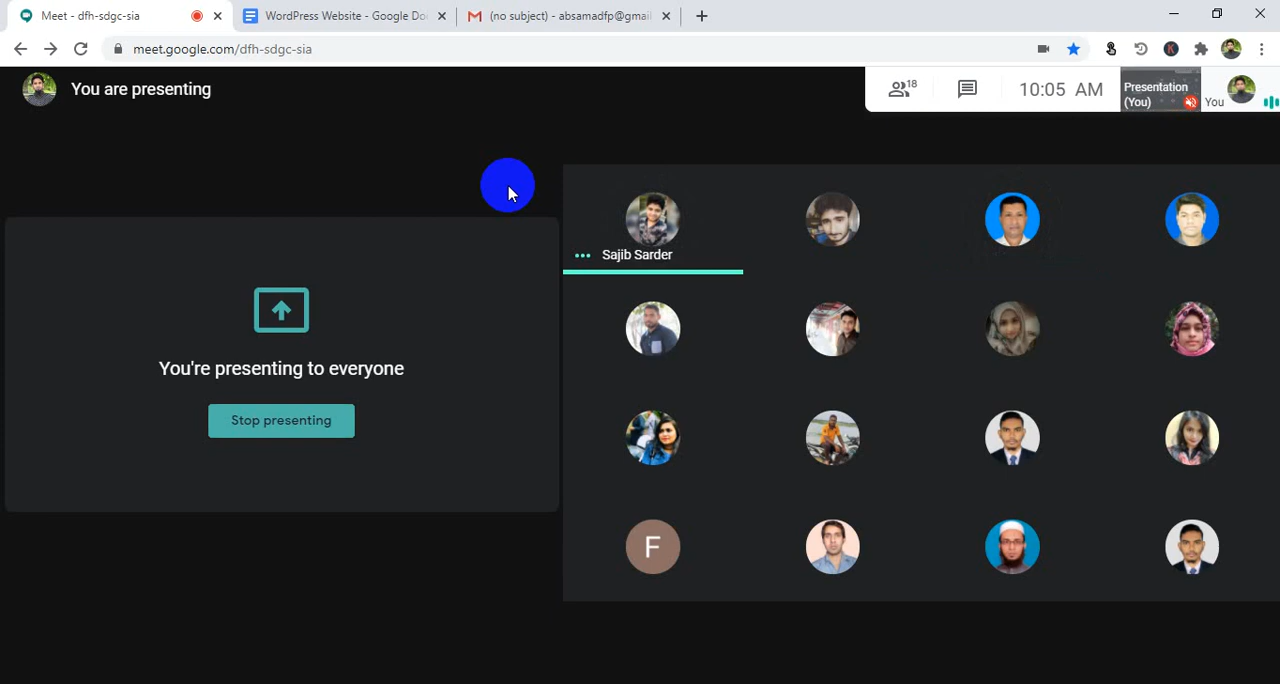 Meet - dfh-sdgc-sia
WordPress Website - Google Do
(no subject) - absamadfp@gmail
meet.google.com/dfh-sdgc-sia
K
You are presenting
18
10:05 AM
Presentation
(You)
You
Sajib Sarder
You're presenting to everyone
Stop presenting
F